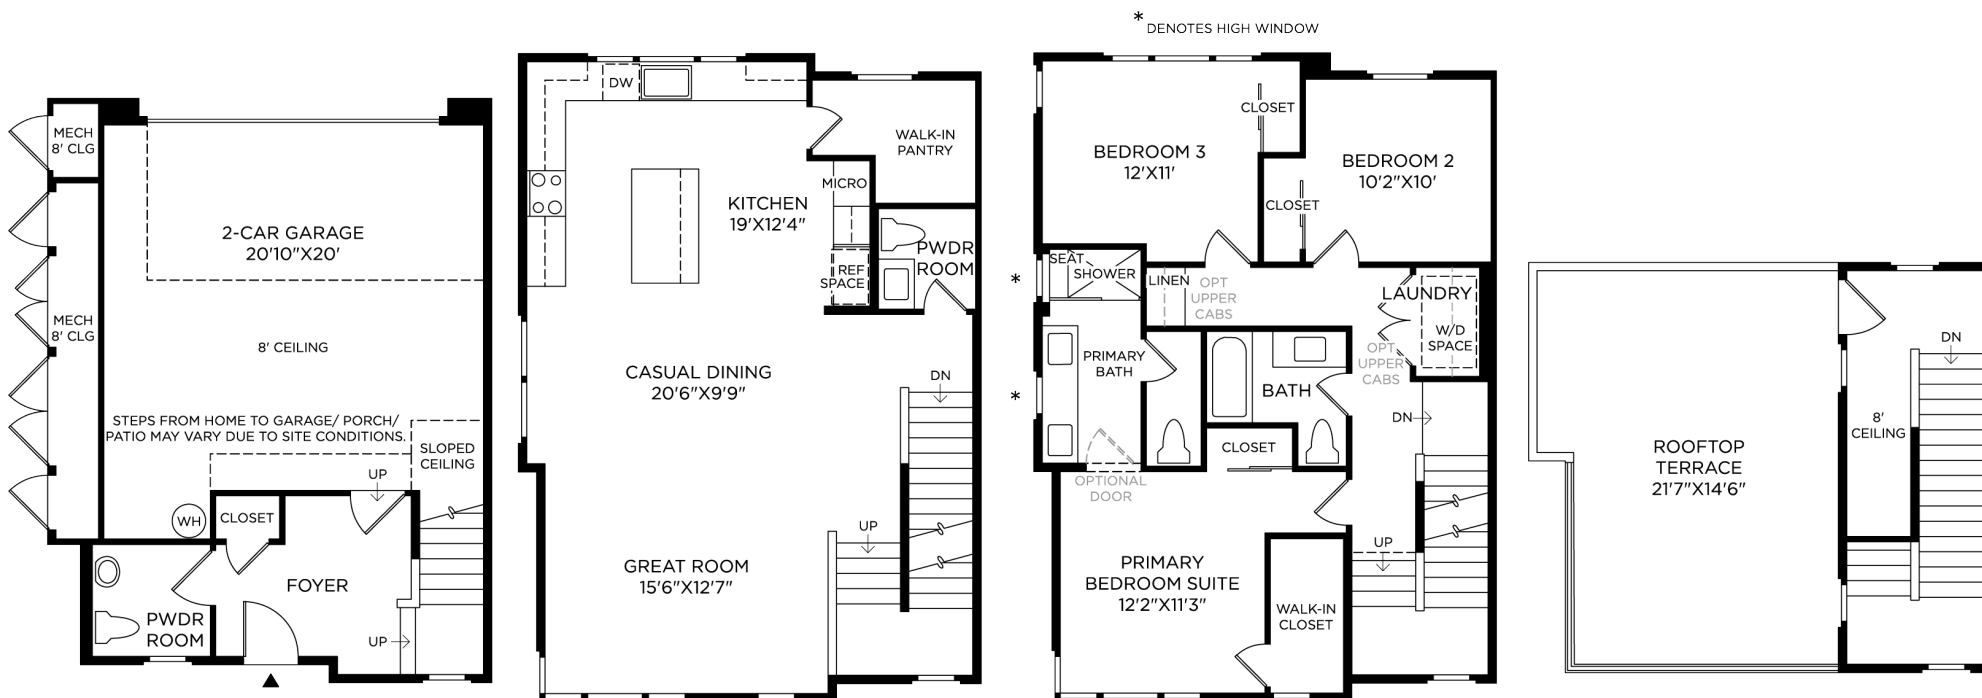 * DENOTES HIGH WINDOW
MECH
8' CLG
2-CAR GARAGE
20'10"X20'
MECH
8' CLG
8' CEILING
STEPS FROM HOME TO GARAGE/ PORCH/
PATIO MAY VARY DUE TO SITE CONDITIONS.
SLOPED
CEILING
UP
WH
CLOSET
FOYER
PWDR
ROOM
UP
DW
WALK-IN
PANTRY
MICRO
KITCHEN
19'X12'4"
PWDR
ROOM
REF
SPACE
CASUAL DINING
20'6"X9'9"
DN
UP
GREAT ROOM
15'6"X12'7"
CLOSET
BEDROOM 3
12'X11'
BEDROOM 2
10'2"X10'
CLOSET
*
SEAT
SHOWER
LINEN
OPT
UPPER
CABS
LAUNDRY
W/D
SPACE
OPT
UPPER
CABS
PRIMARY
BATH
BATH
*
DN
CLOSET
OPTIONAL
DOOR
UP
PRIMARY
BEDROOM SUITE
12'2"X11'3"
WALK-IN
CLOSET
DN
8'
CEILING
ROOFTOP
TERRACE
21'7"X14'6"